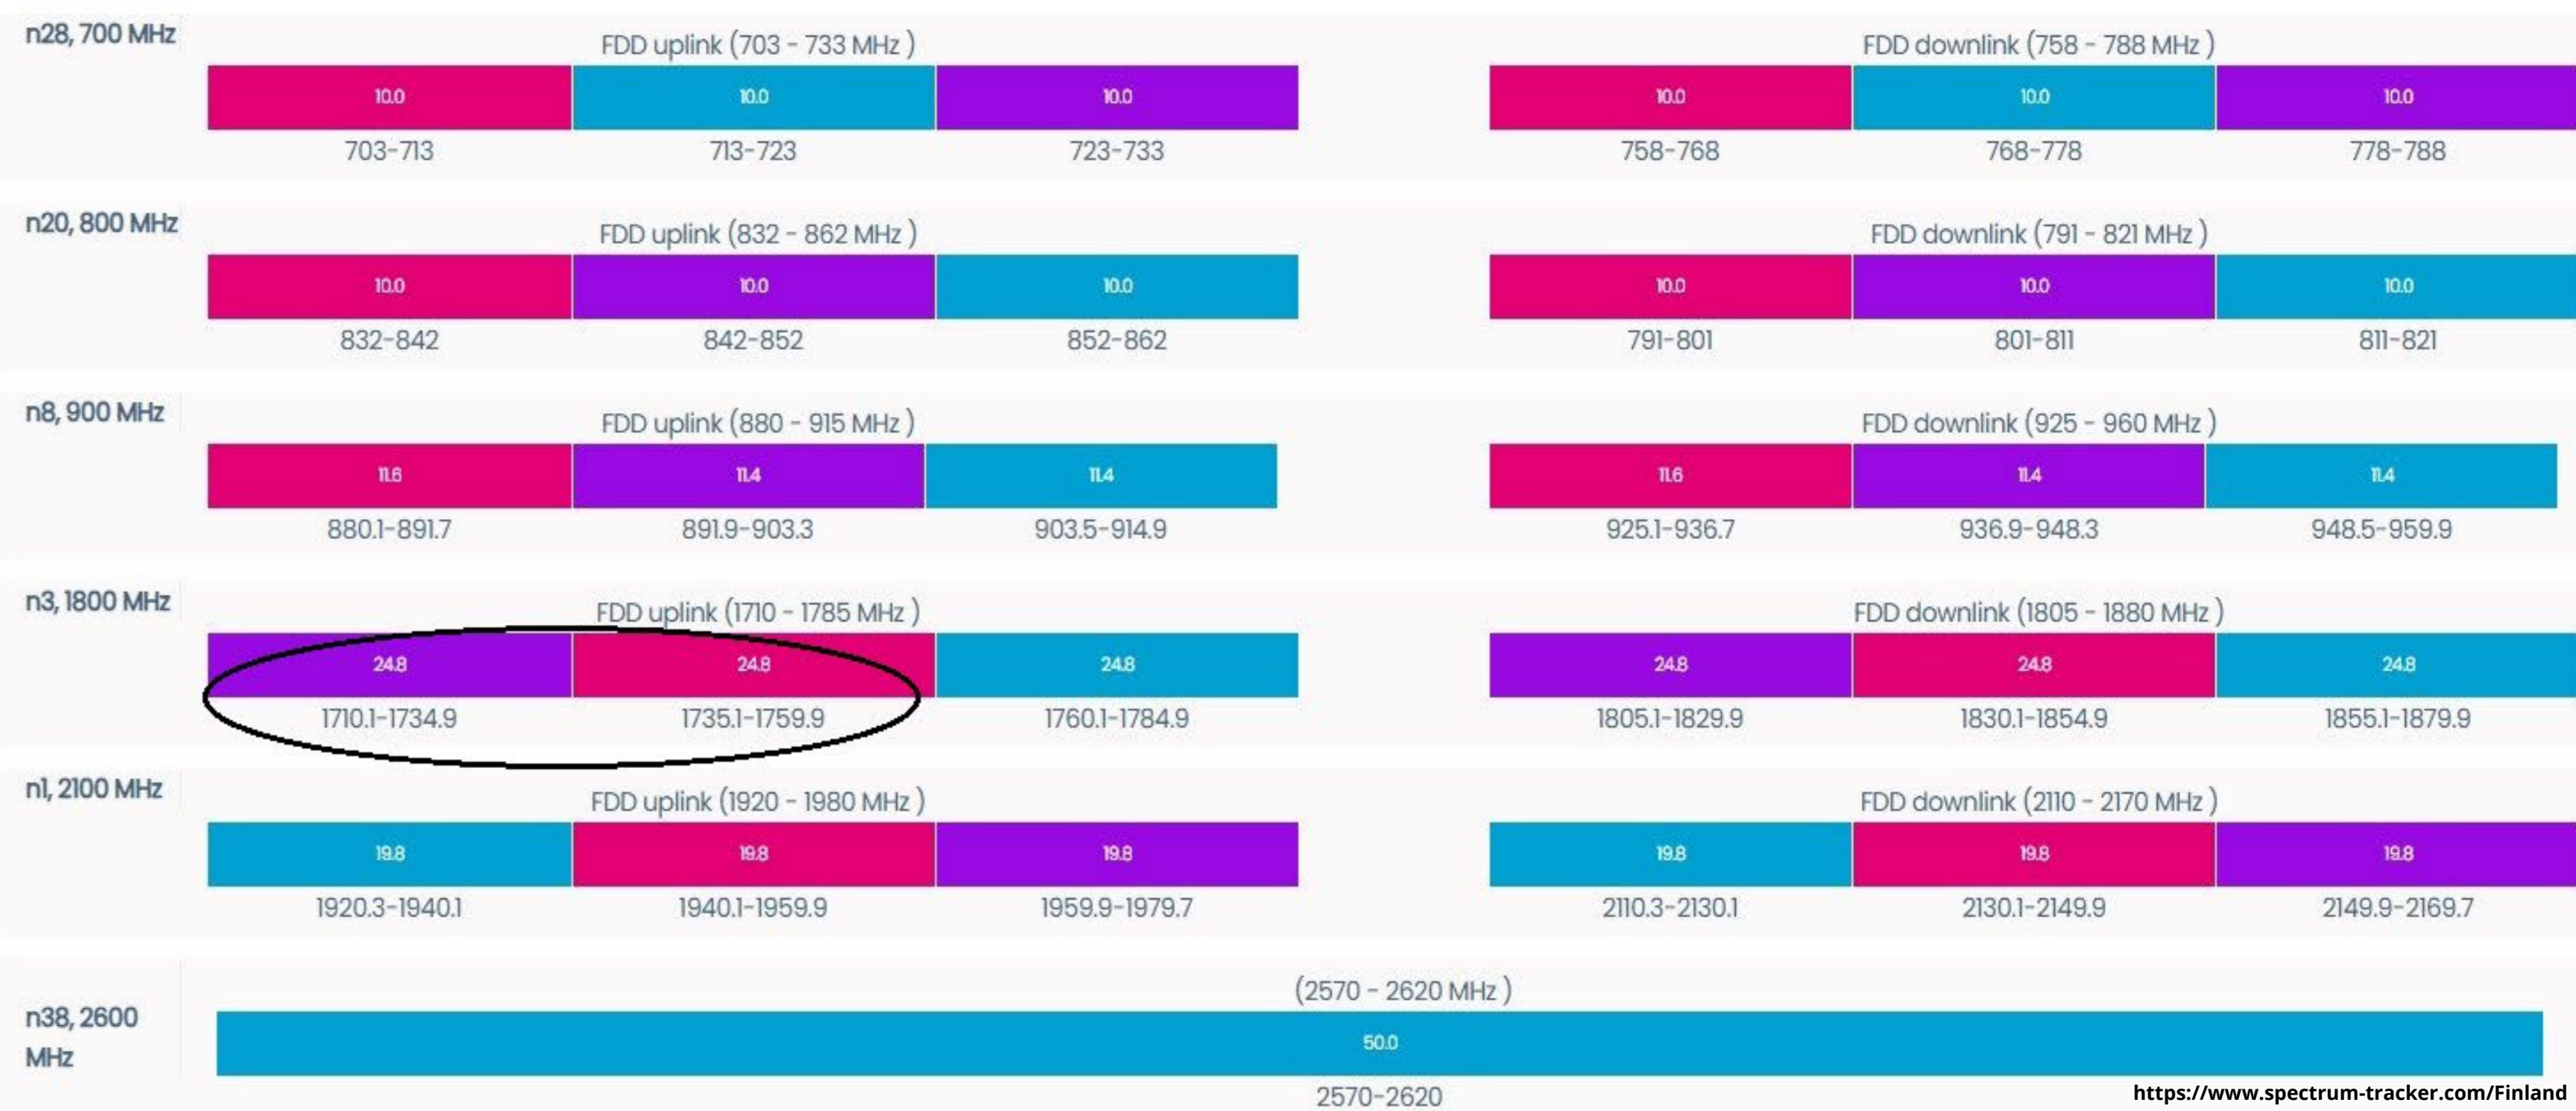 n28, 700 MHz
FDD uplink (703 - 733 MHz )
FDD downlink (758 - 788 MHz )
10.0 10.0 10.0 10.0 10.0 10.0
703-713 713-723 723-733 758-768 768-778 778-788
n20, 800 MHz
FDD uplink (832 - 862 MHz )
FDD downlink (791 - 821 MHz )
10.0 10.0 10.0 10.0 10.0 10.0
832-842 842-852 852-862 791-801 801-811 811-821
n8, 900 MHz
FDD uplink (880 - 915 MHz )
FDD downlink (925 - 960 MHz )
11.6 11.4 11.4 11.6 11.4 11.4
880.1-891.7 891.9-903.3 903.5-914.9 925.1-936.7 936.9-948.3 948.5-959.9
n3, 1800 MHz
FDD uplink (1710 - 1785 MHz )
FDD downlink (1805 - 1880 MHz )
24.8 24.8 24.8 24.8 24.8 24.8
1710.1-1734.9 1735.1-1759.9 1760.1-1784.9 1805.1-1829.9 1830.1-1854.9 1855.1-1879.9
n1, 2100 MHz
FDD uplink (1920 - 1980 MHz )
FDD downlink (2110 - 2170 MHz )
19.8 19.8 19.8 19.8 19.8 19.8
1920.3-1940.1 1940.1-1959.9 1959.9-1979.7 2110.3-2130.1 2130.1-2149.9 2149.9-2169.7
n38, 2600
MHz
(2570 - 2620 MHz )
50.0
2570-2620
https://www.spectrum-tracker.com/Finland